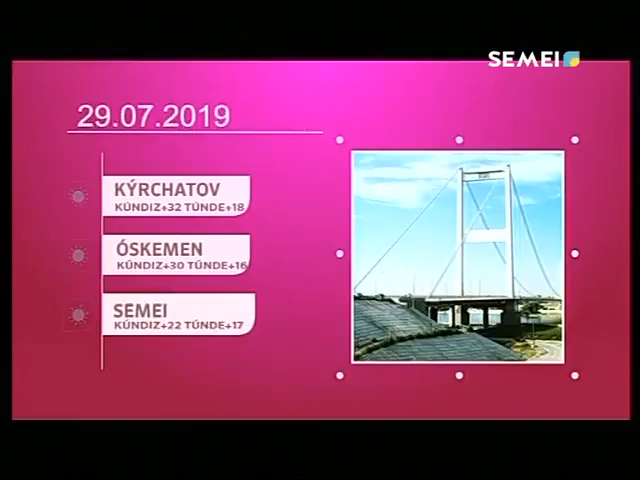 SEMEI
29.07.2019
KÝRCHATOV
KÚNDIZ+32 TÚNDE+18
ÓSKEMEN
KÚNDIZ+30 TÚNDE+16
SEMEI
KÚNDIZ+22 TÚNDE+17